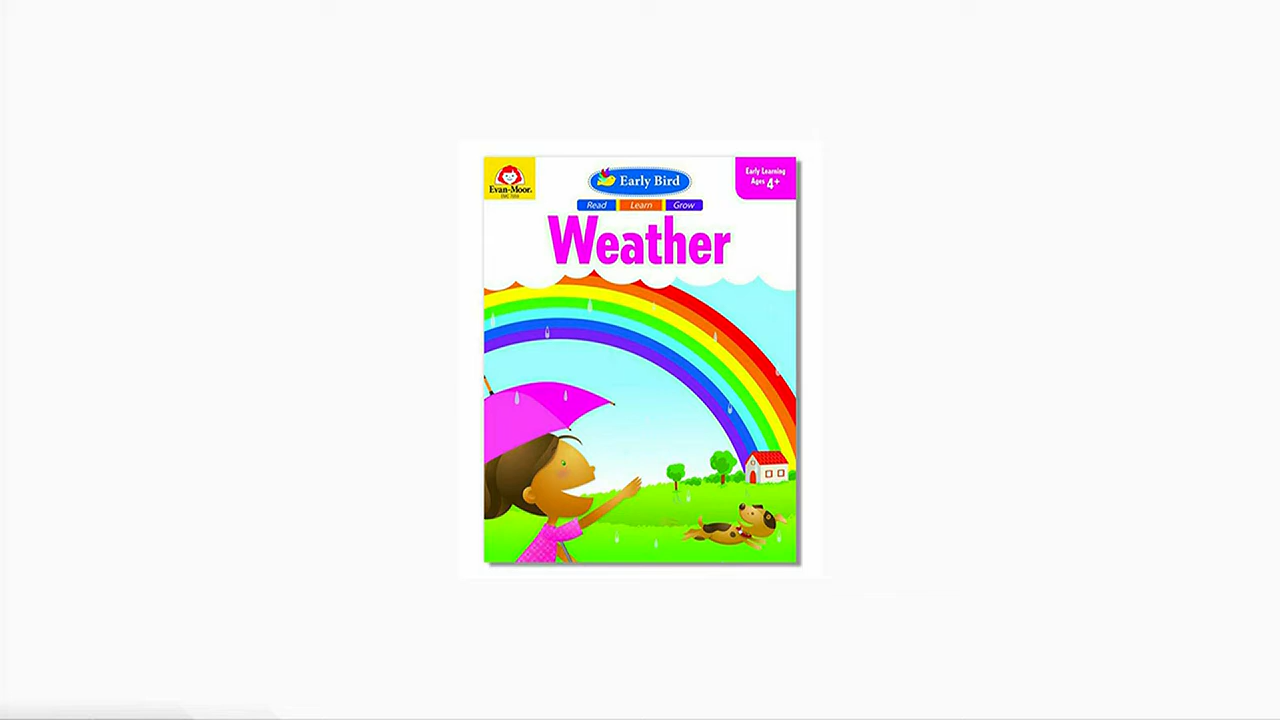 Evan-Moor
Early Bird
Early Learning
Ages 4+
Read Learn Grow
Weather